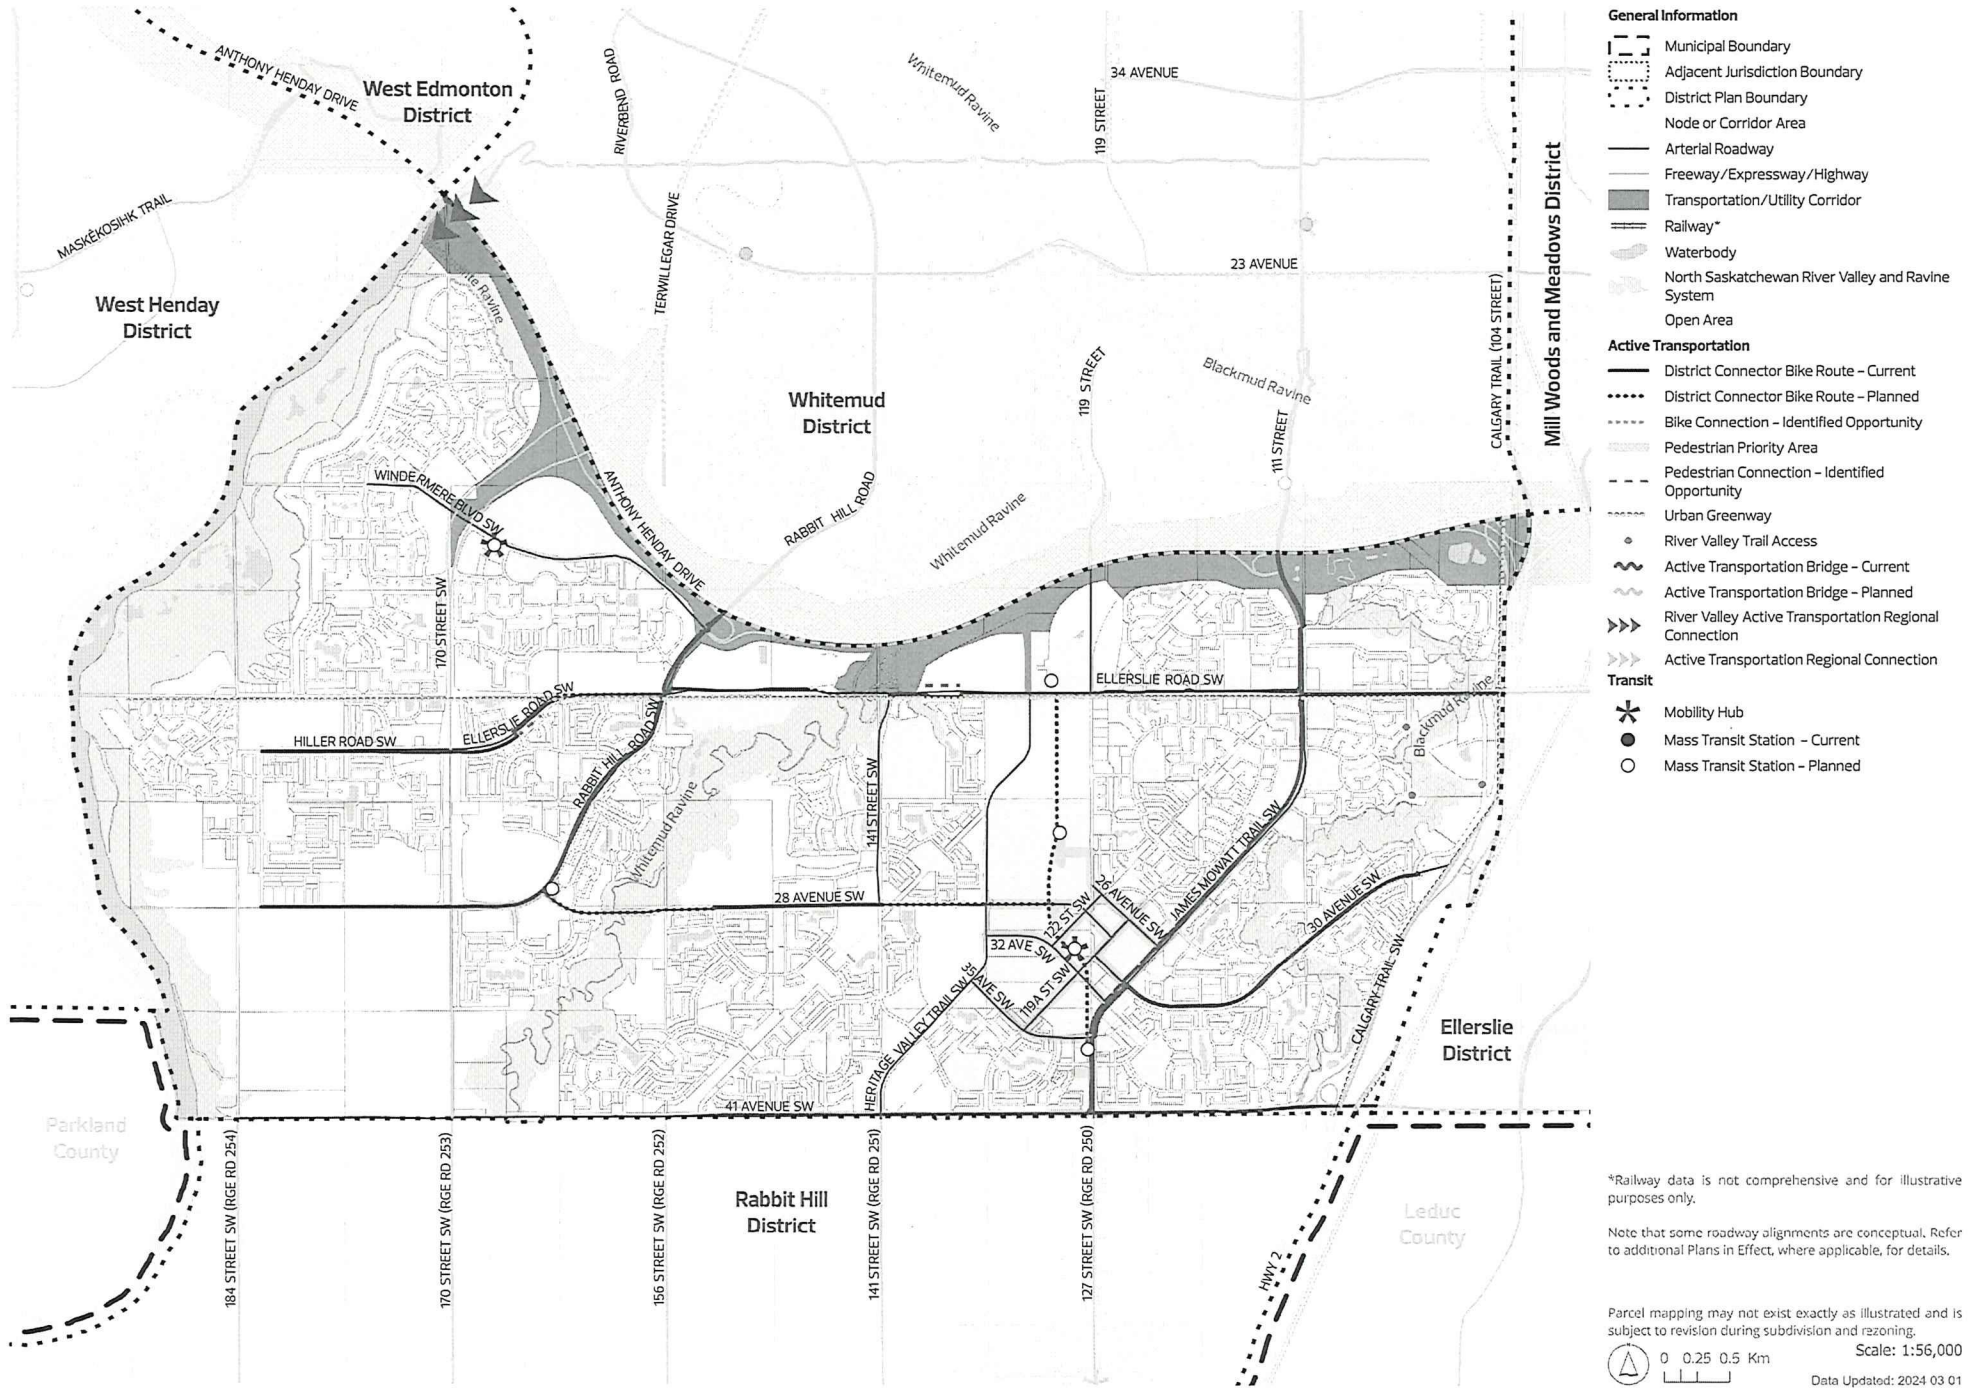 ANTHONY HENDAY DRIVE
West Edmonton
District
RIVERBEND ROAD
Whitemud Ravine
34 AVENUE
119 STREET
MASKÊKOSIHK TRAIL
TERWILLEGAR DRIVE
23 AVENUE
Mill Woods and Meadows District
CALGARY TRAIL (104 STREET)
West Henday
District
Whitemud
District
119 STREET
Blackmud Ravine
111 STREET
WINDERMERE BLVD SW
ANTHONY HENDAY DRIVE
RABBIT HILL ROAD
Whitemud Ravine
170 STREET SW
ELLERSLIE ROAD SW
HILLER ROAD SW
ELLERSLIE ROAD SW
RABBIT HILL ROAD SW
Blackmud Ravine
Whitemud Ravine
141 STREET SW
JAMES MOWATT TRAIL SW
28 AVENUE SW
122 ST SW
26 AVENUE SW
30 AVENUE SW
32 AVE SW
35 AVE SW
119A ST SW
HERITAGE VALLEY TRAIL SW
CALGARY TRAIL SW
Ellerslie
District
41 AVENUE SW
Parkland
County
184 STREET SW (RGE RD 254)
170 STREET SW (RGE RD 253)
156 STREET SW (RGE RD 252)
141 STREET SW (RGE RD 251)
127 STREET SW (RGE RD 250)
Rabbit Hill
District
HWY 2
Leduc
County
General Information
Municipal Boundary
Adjacent Jurisdiction Boundary
District Plan Boundary
Node or Corridor Area
Arterial Roadway
Freeway/Expressway/Highway
Transportation/Utility Corridor
Railway*
Waterbody
North Saskatchewan River Valley and Ravine
System
Open Area
Active Transportation
District Connector Bike Route – Current
District Connector Bike Route – Planned
Bike Connection – Identified Opportunity
Pedestrian Priority Area
Pedestrian Connection – Identified
Opportunity
Urban Greenway
River Valley Trail Access
Active Transportation Bridge – Current
Active Transportation Bridge – Planned
River Valley Active Transportation Regional
Connection
Active Transportation Regional Connection
Transit
Mobility Hub
Mass Transit Station – Current
Mass Transit Station – Planned
*Railway data is not comprehensive and for illustrative
purposes only.
Note that some roadway alignments are conceptual. Refer
to additional Plans in Effect, where applicable, for details.
Parcel mapping may not exist exactly as illustrated and is
subject to revision during subdivision and rezoning.
Scale: 1:56,000
0 0.25 0.5 Km
Data Updated: 2024 03 01